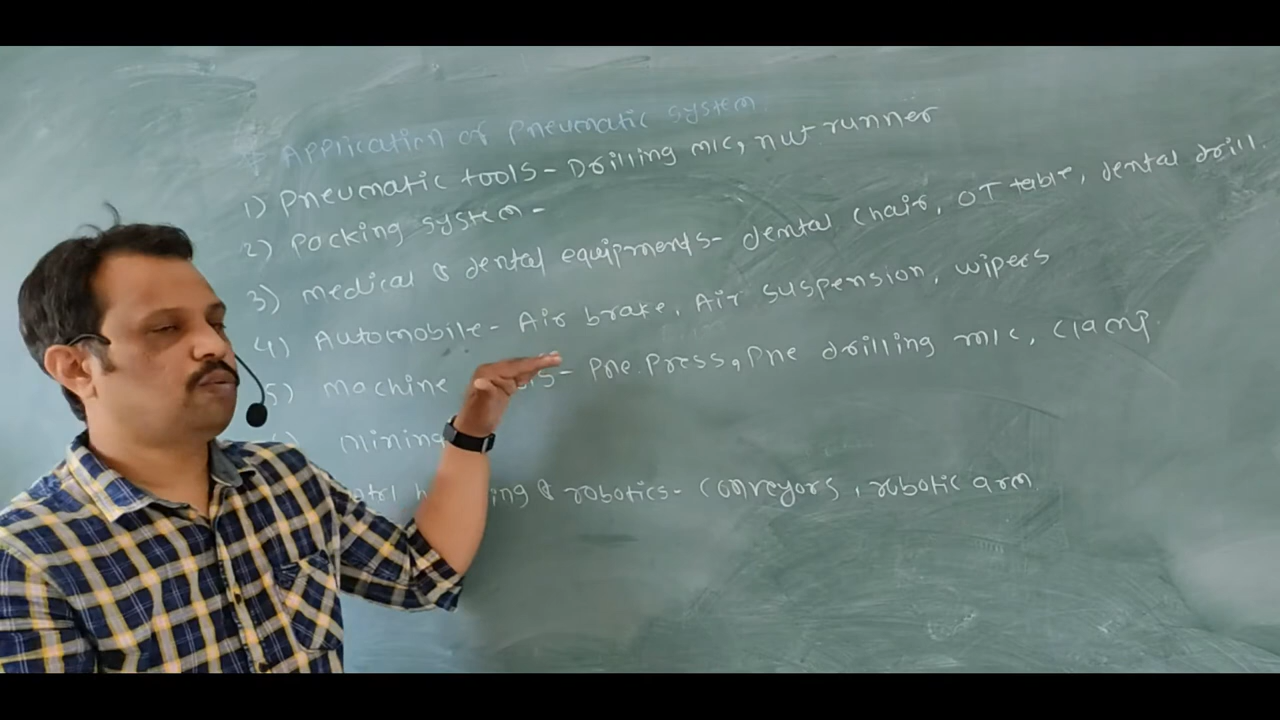 # Application of pneumatic system
1) Pneumatic tools - Drilling m/c, nut runner
2) Packing system -
3) medical & dental equipments - dental chair, OT table, dental drill.
4) Automobile - Air brake, Air suspension, wipers
5) machine - Pne. Press, Pne drilling m/c, clamp.
mining
& robotics - conveyors, robotic arm